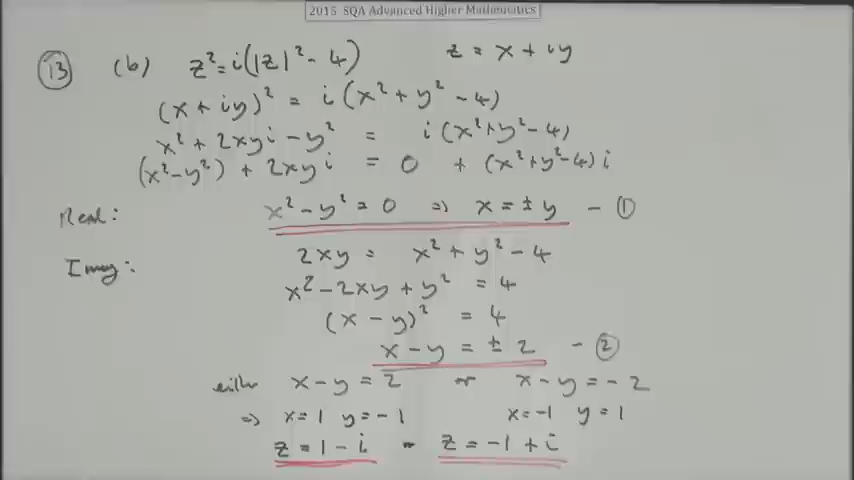 2015 SQA Advanced Higher Mathematics
13 (b) z² = i(|z|² - 4) z = x + iy
(x + iy)² = i(x² + y² - 4)
x² + 2xyi - y² = i(x² + y² - 4)
(x² - y²) + 2xyi = 0 + (x² + y² - 4)i
Real: x² - y² = 0 ⇒ x = ± y - ①
Imag: 2xy = x² + y² - 4
x² - 2xy + y² = 4
(x - y)² = 4
x - y = ± 2 - ②
either x - y = 2 or x - y = -2
⇒ x = 1 y = -1 x = -1 y = 1
z = 1 - i or z = -1 + i